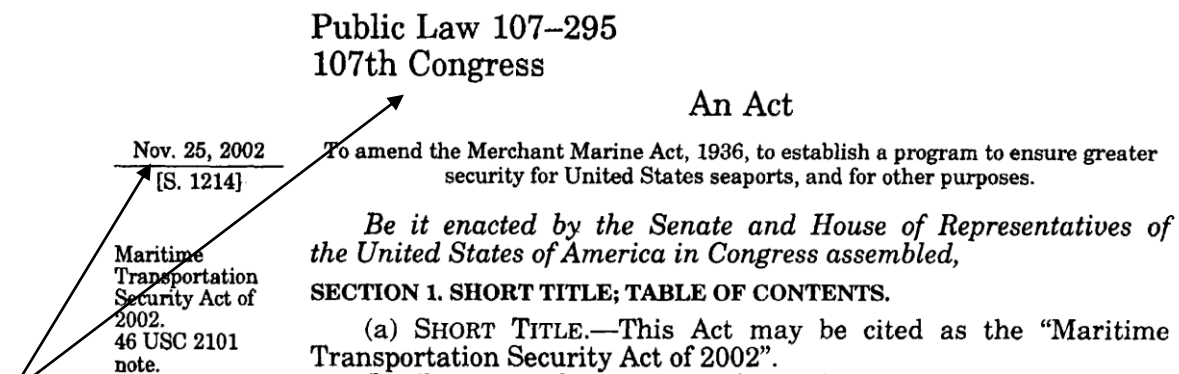 Public Law 107–295
107th Congress
An Act
Nov. 25, 2002
[S. 1214]
To amend the Merchant Marine Act, 1936, to establish a program to ensure greater
security for United States seaports, and for other purposes.
Be it enacted by the Senate and House of Representatives of
the United States of America in Congress assembled,
Maritime
Transportation
Security Act of
2002.
46 USC 2101
note.
SECTION 1. SHORT TITLE; TABLE OF CONTENTS.
(a) SHORT TITLE.—This Act may be cited as the “Maritime
Transportation Security Act of 2002”.